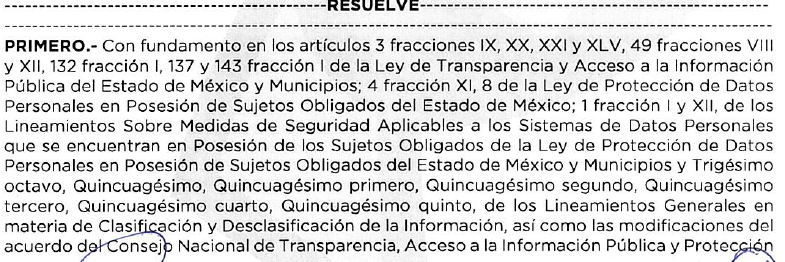 ------------------------------------------RESUELVE------------------------------------------
--------------------------------------------------------------------------------------------
PRIMERO.- Con fundamento en los artículos 3 fracciones IX, XX, XXI y XLV, 49 fracciones VIII
y XII, 132 fracción I, 137 y 143 fracción I de la Ley de Transparencia y Acceso a la Información
Pública del Estado de México y Municipios; 4 fracción XI, 8 de la Ley de Protección de Datos
Personales en Posesión de Sujetos Obligados del Estado de México; 1 fracción I y XII, de los
Lineamientos Sobre Medidas de Seguridad Aplicables a los Sistemas de Datos Personales
que se encuentran en Posesión de los Sujetos Obligados de la Ley de Protección de Datos
Personales en Posesión de Sujetos Obligados del Estado de México y Municipios y Trigésimo
octavo, Quincuagésimo, Quincuagésimo primero, Quincuagésimo segundo, Quincuagésimo
tercero, Quincuagésimo cuarto, Quincuagésimo quinto, de los Lineamientos Generales en
materia de Clasificación y Desclasificación de la Información, así como las modificaciones del
acuerdo del Consejo Nacional de Transparencia, Acceso a la Información Pública y Protección